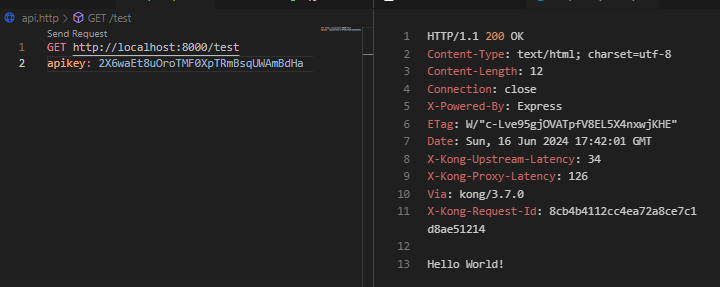 api.http > GET /test
Send Request
1 GET http://localhost:8000/test
2 apikey: 2X6waEt8uOroTMF0XpTRmBsqUWAmBdHa
1 HTTP/1.1 200 OK
2 Content-Type: text/html; charset=utf-8
3 Content-Length: 12
4 Connection: close
5 X-Powered-By: Express
6 ETag: W/"c-Lve95gjOVATpfV8EL5X4nxwjKHE"
7 Date: Sun, 16 Jun 2024 17:42:01 GMT
8 X-Kong-Upstream-Latency: 34
9 X-Kong-Proxy-Latency: 126
10 Via: kong/3.7.0
11 X-Kong-Request-Id: 8cb4b4112cc4ea72a8ce7c1
d8ae51214
12
13 Hello World!